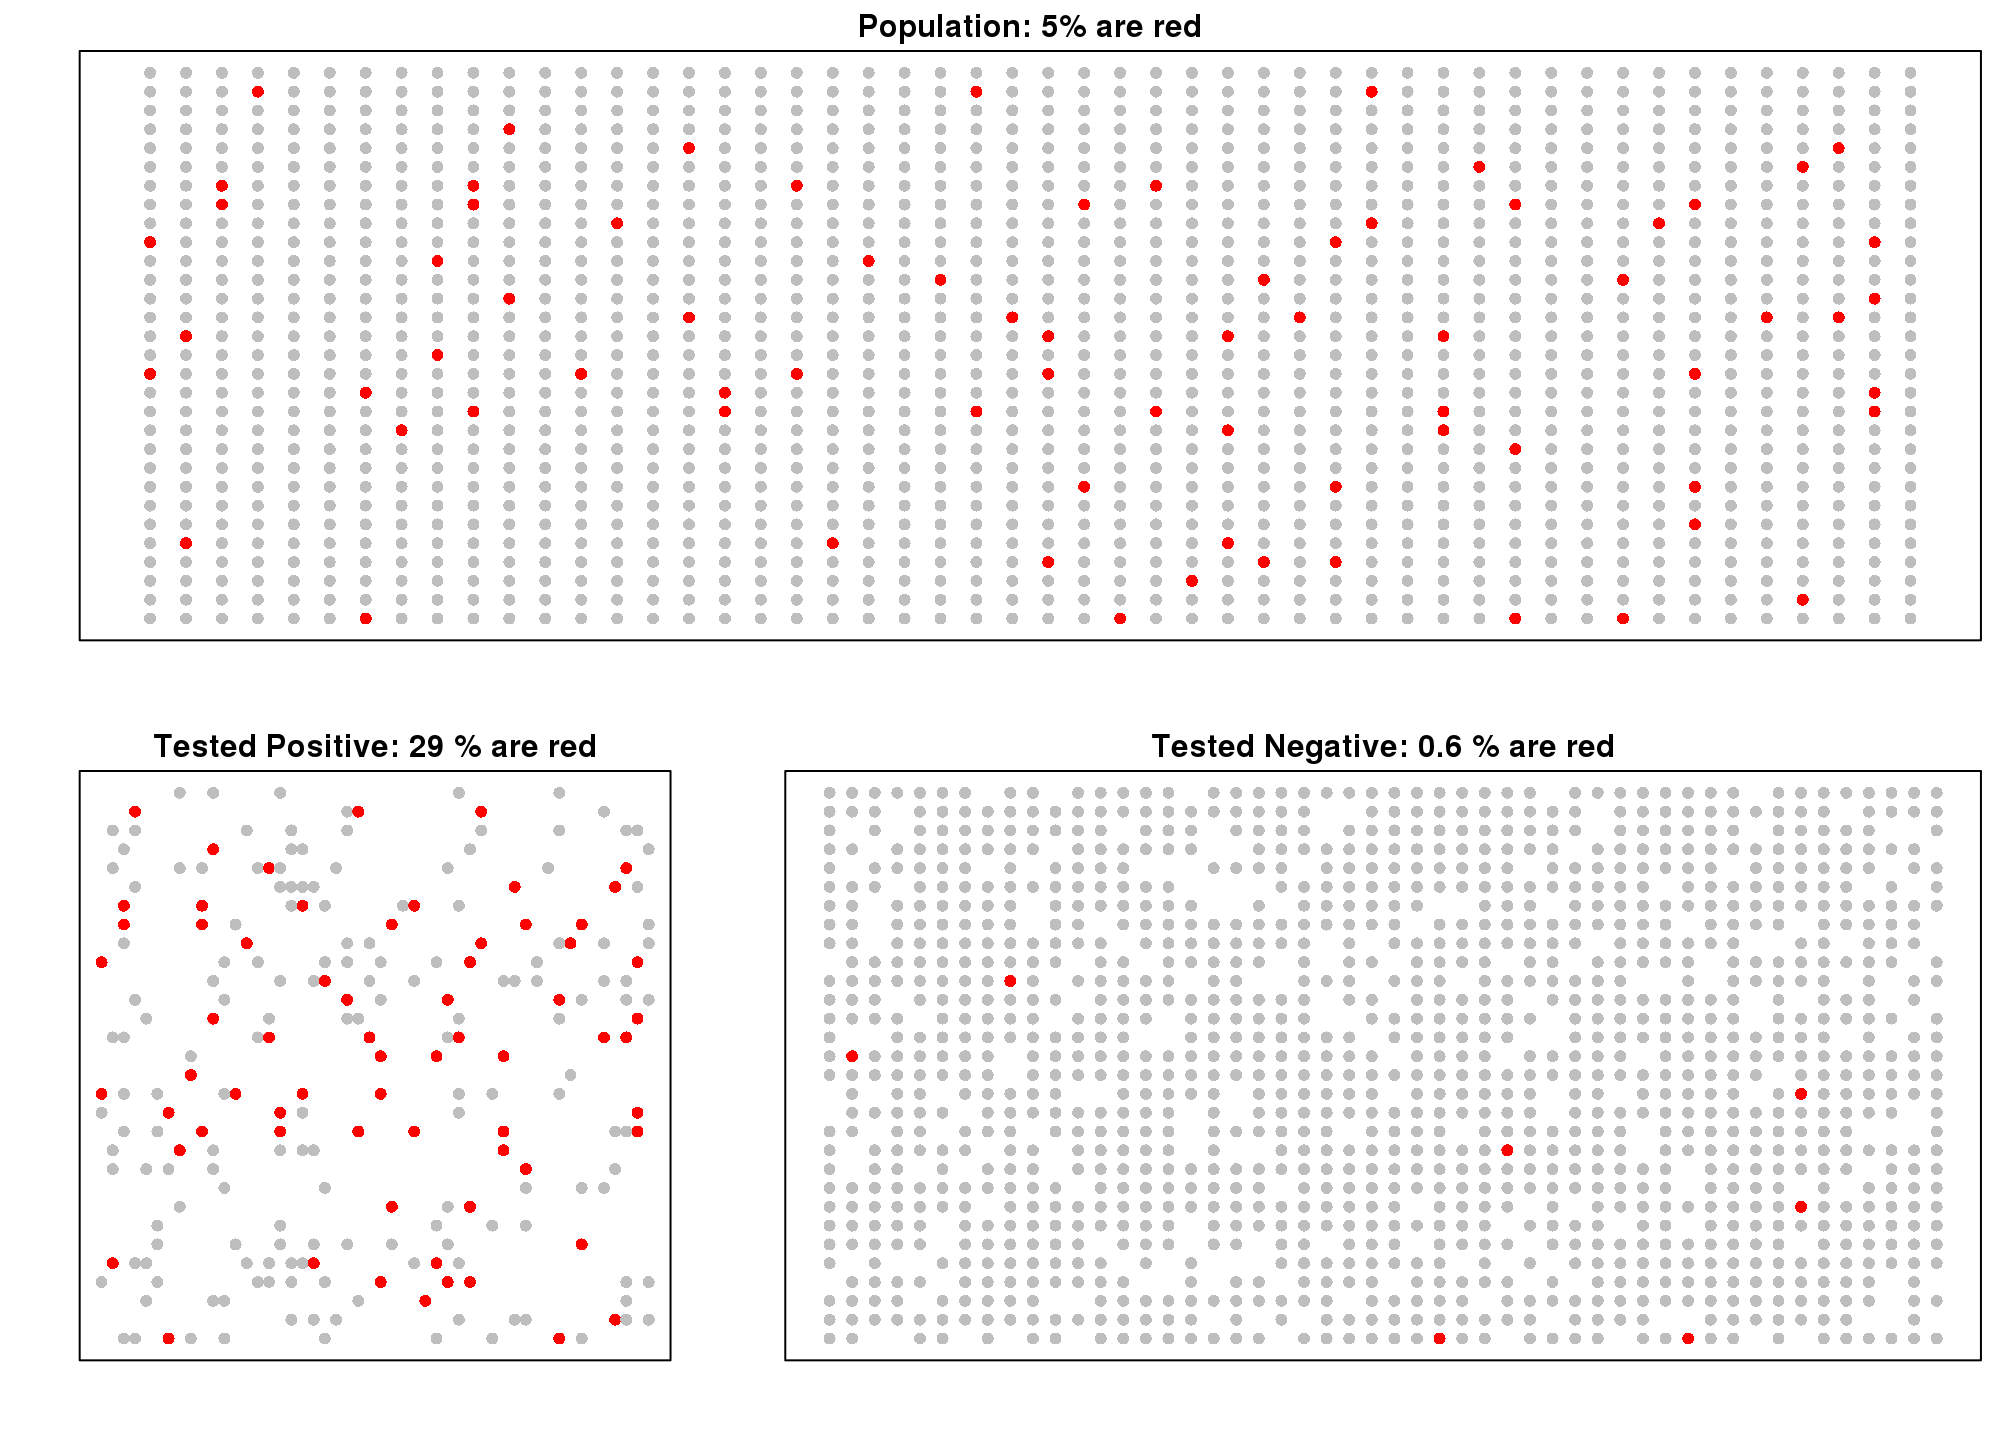 Population: 5% are red
Tested Positive: 29 % are red
Tested Negative: 0.6 % are red